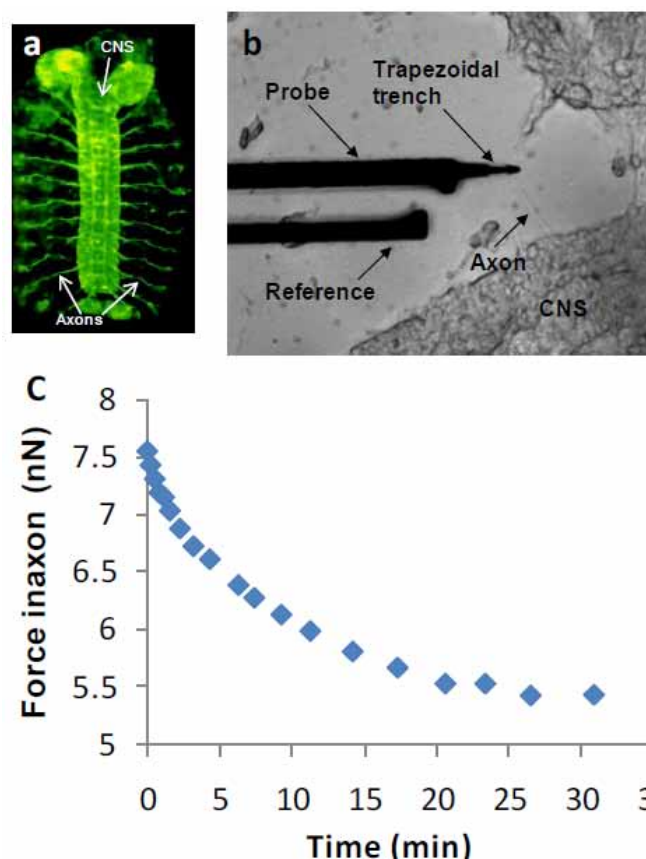 a
CNS
Axons
b
Probe
Trapezoidal
trench
Axon
Reference
CNS
C
Force inaxon (nN)
8
7.5
7
6.5
6
5.5
5
0 5 10 15 20 25 30 3
Time (min)